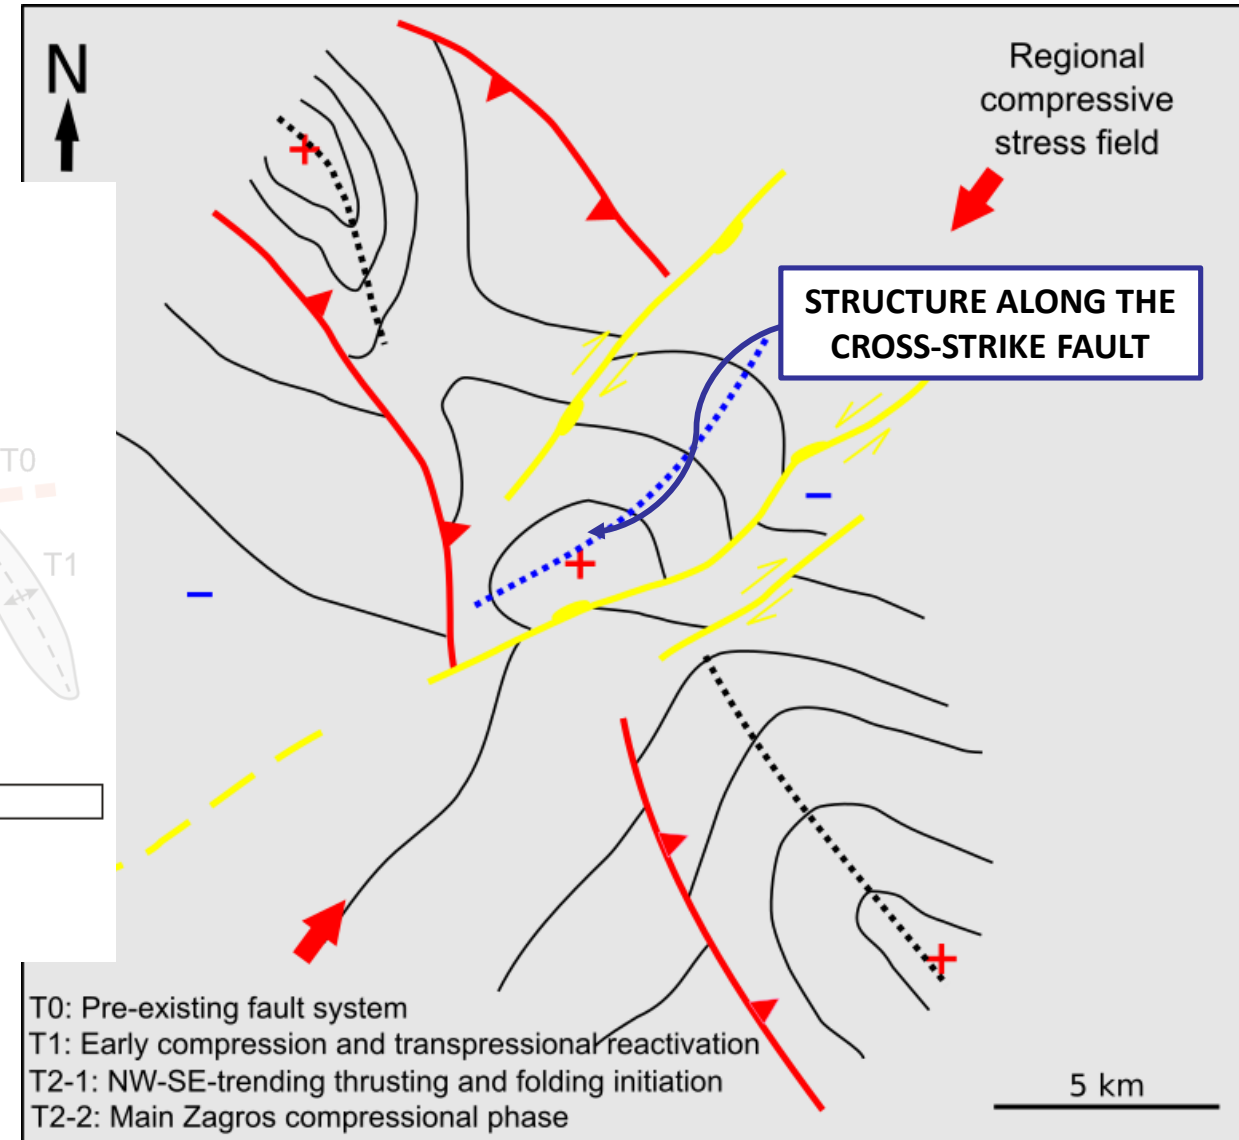 N
Regional
compressive
stress field
STRUCTURE ALONG THE
CROSS-STRIKE FAULT
T0
T1
T0: Pre-existing fault system
T1: Early compression and transpressional reactivation
T2-1: NW-SE-trending thrusting and folding initiation
T2-2: Main Zagros compressional phase
5 km